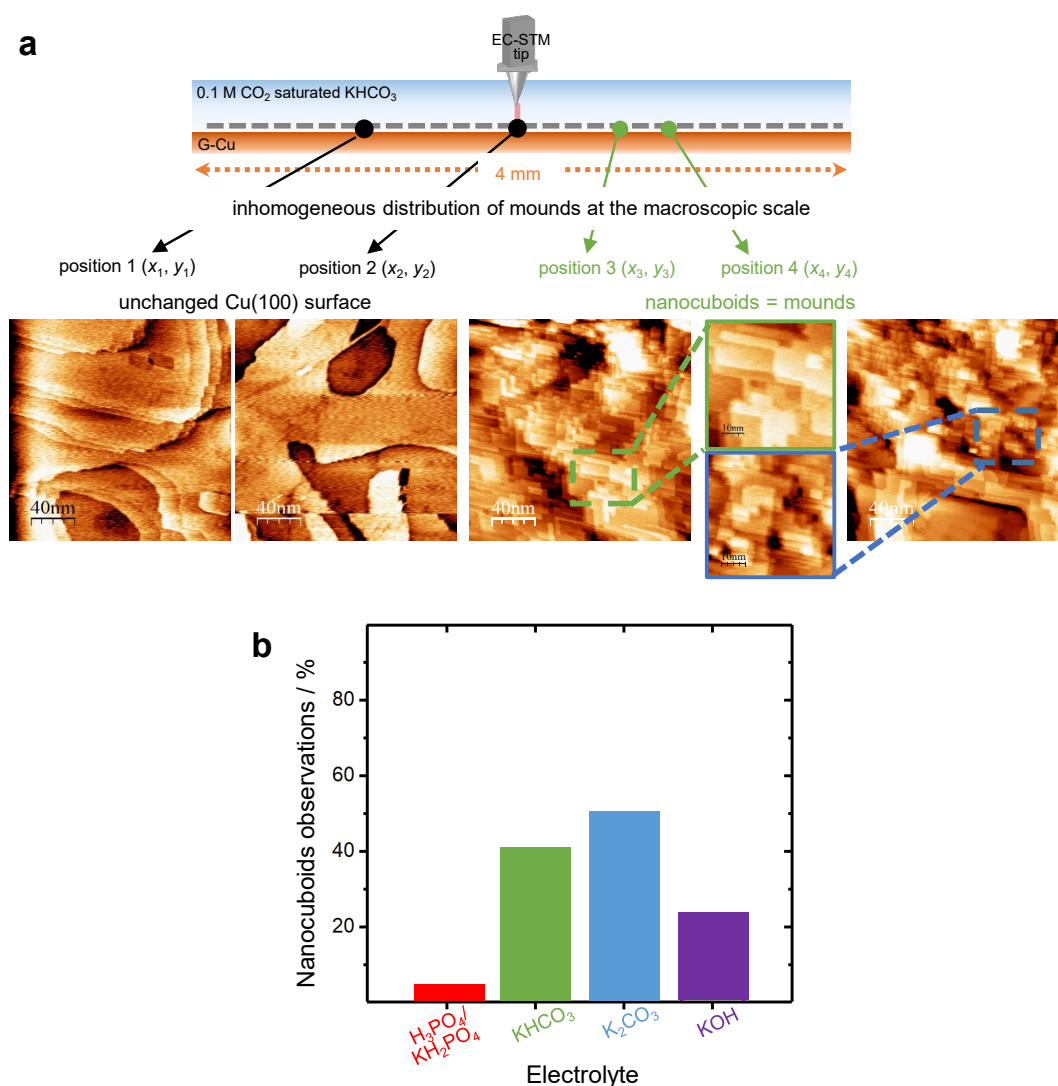 a
EC-STM
tip
0.1 M CO₂ saturated KHCO₃
G-Cu
4 mm
inhomogeneous distribution of mounds at the macroscopic scale
position 1 (x₁, y₁)
position 2 (x₂, y₂)
position 3 (x₃, y₃)
position 4 (x₄, y₄)
unchanged Cu(100) surface
nanocuboids = mounds
40nm
40nm
40nm
10nm
10nm
40nm
b
Nanocuboids observations / %
80
60
40
20
H₃PO₄/
KH₂PO₄
KHCO₃
K₂CO₃
KOH
Electrolyte